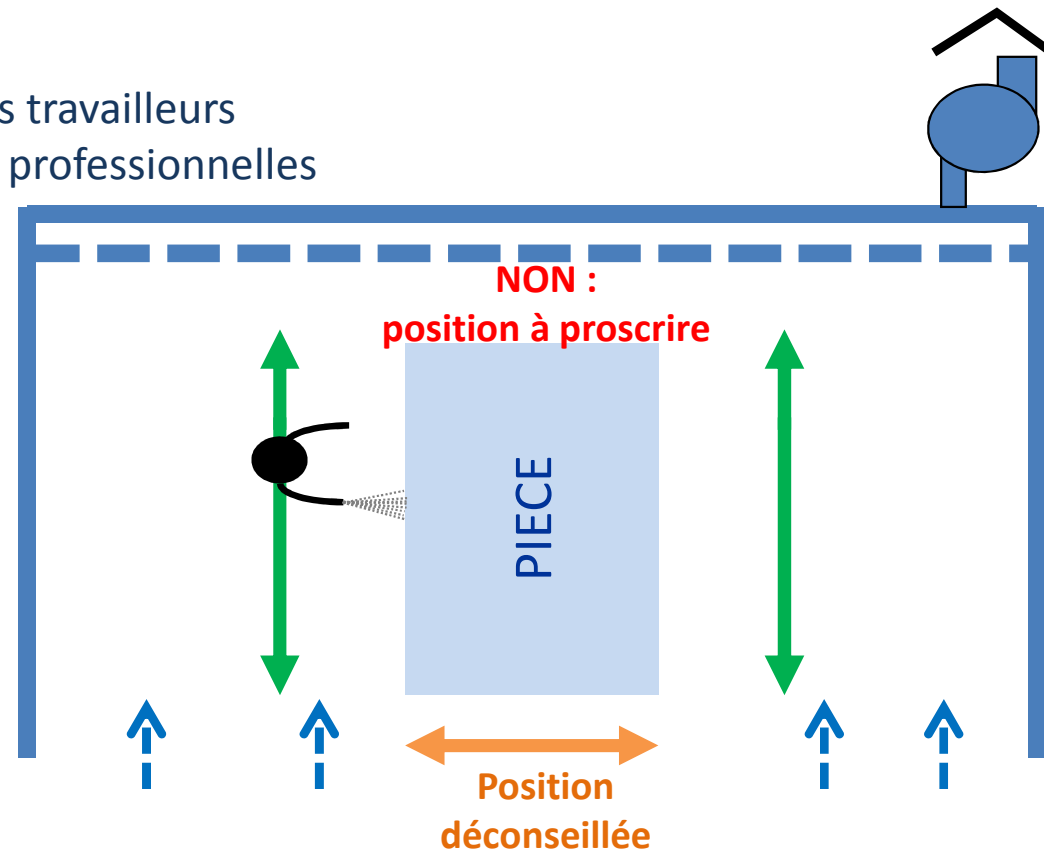 s travailleurs
professionnelles
NON :
position à proscrire
PIECE
Position
déconseillée